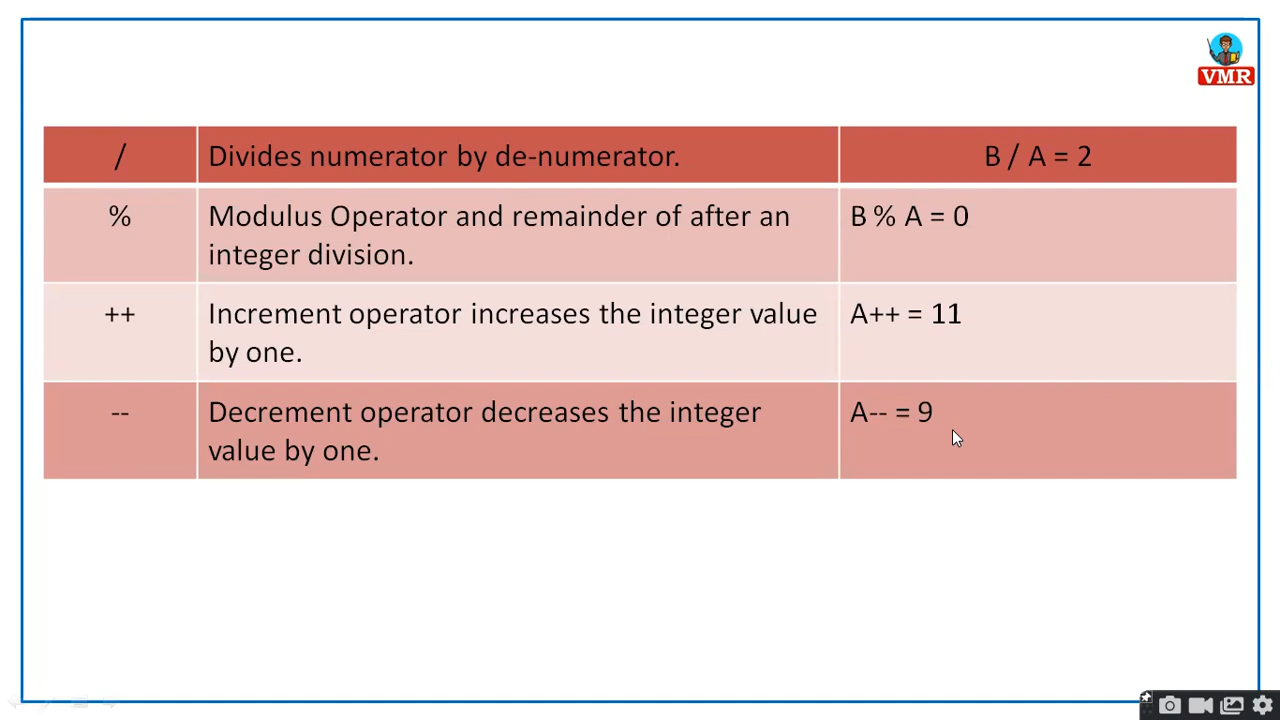 VMR
/ Divides numerator by de-numerator. B / A = 2
% Modulus Operator and remainder of after an B % A = 0
integer division.
++ Increment operator increases the integer value A++ = 11
by one.
-- Decrement operator decreases the integer A-- = 9
value by one.